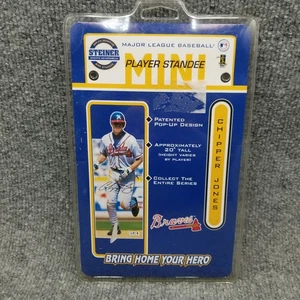 MAJOR LEAGUE BASEBALL
STEINER
MINI
PLAYER STANDEE
PATENTED
POP-UP DESIGN
APPROXIMATELY
20" TALL
(HEIGHT VARIES
BY PLAYER)
COLLECT THE
ENTIRE SERIES
CHIPPER JONES
Braves
BRING HOME YOUR HERO